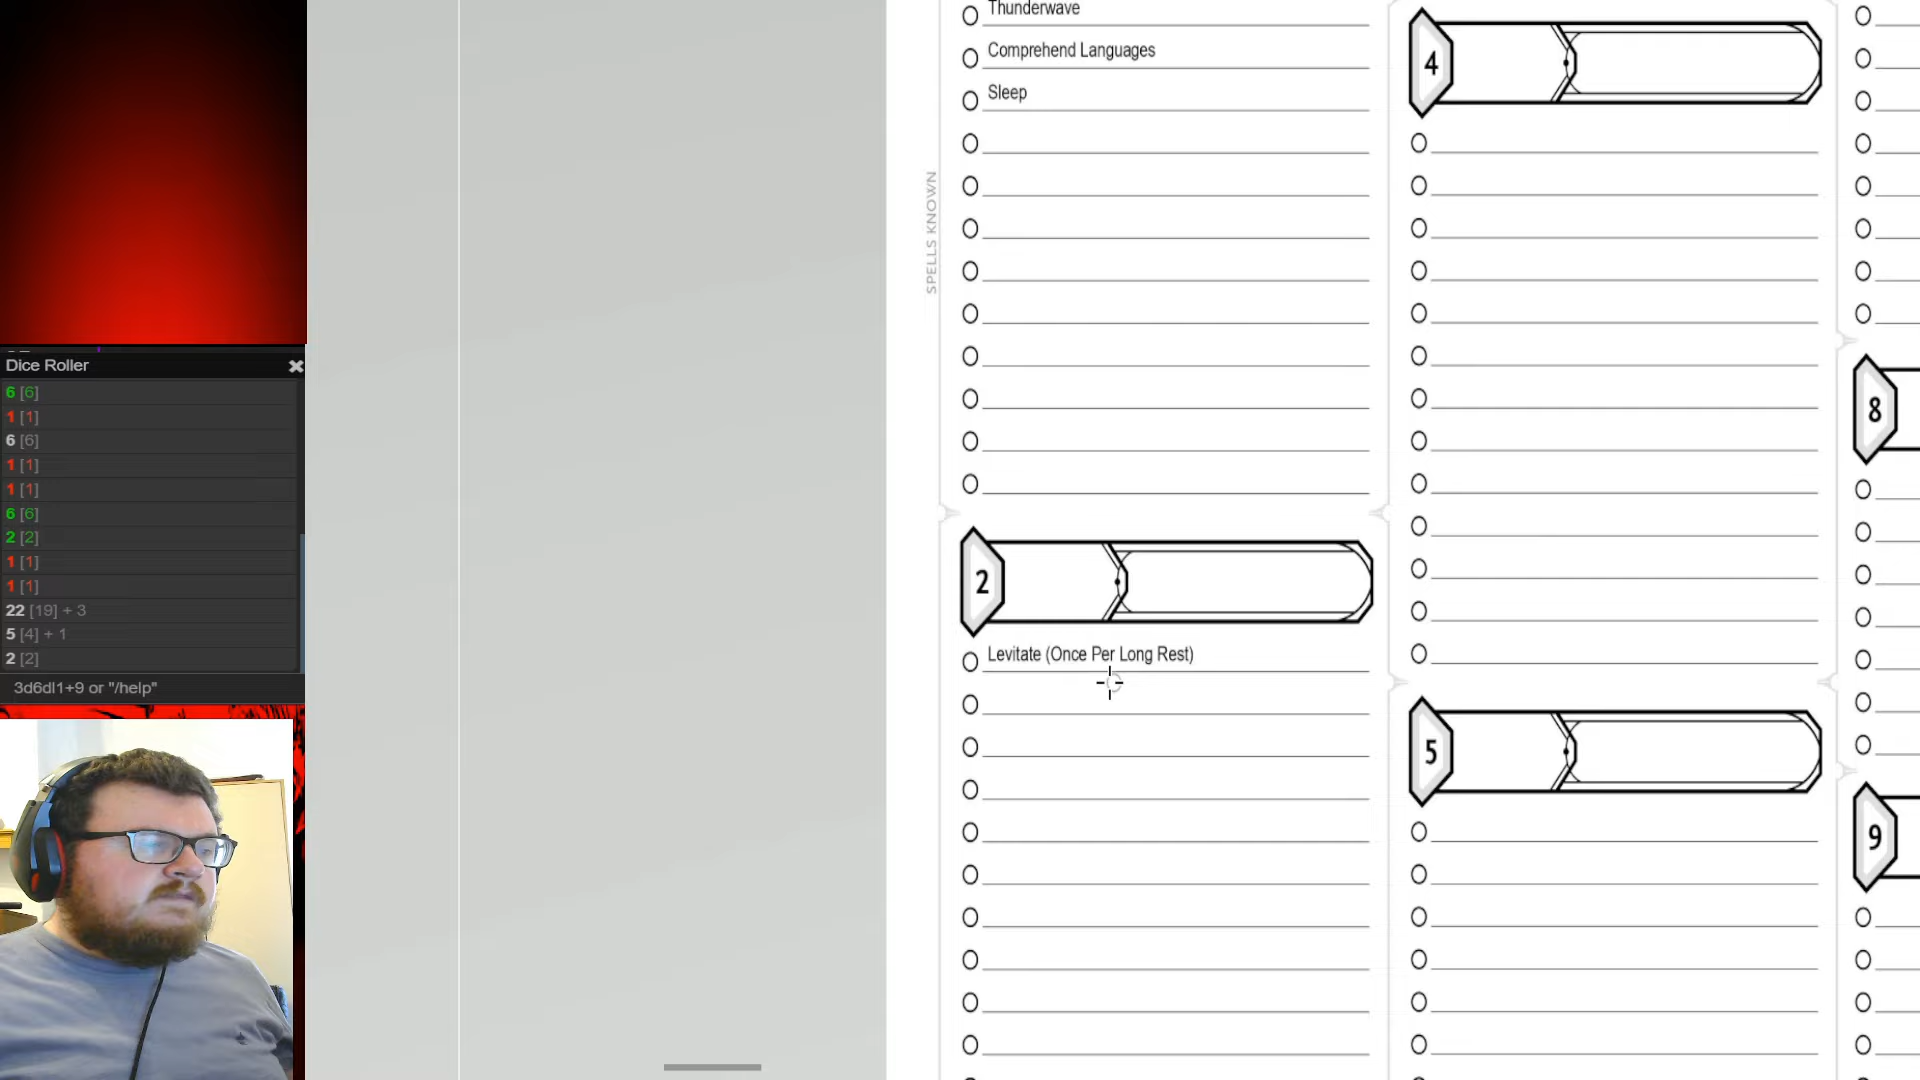 Thunderwave
Comprehend Languages
Sleep
SPELLS KNOWN
2
Levitate (Once Per Long Rest)
4
5
8
9
Dice Roller
6 [6]
1 [1]
6 [6]
1 [1]
1 [1]
6 [6]
2 [2]
1 [1]
1 [1]
22 [19] + 3
5 [4] + 1
2 [2]
3d6dl1+9 or "/help"